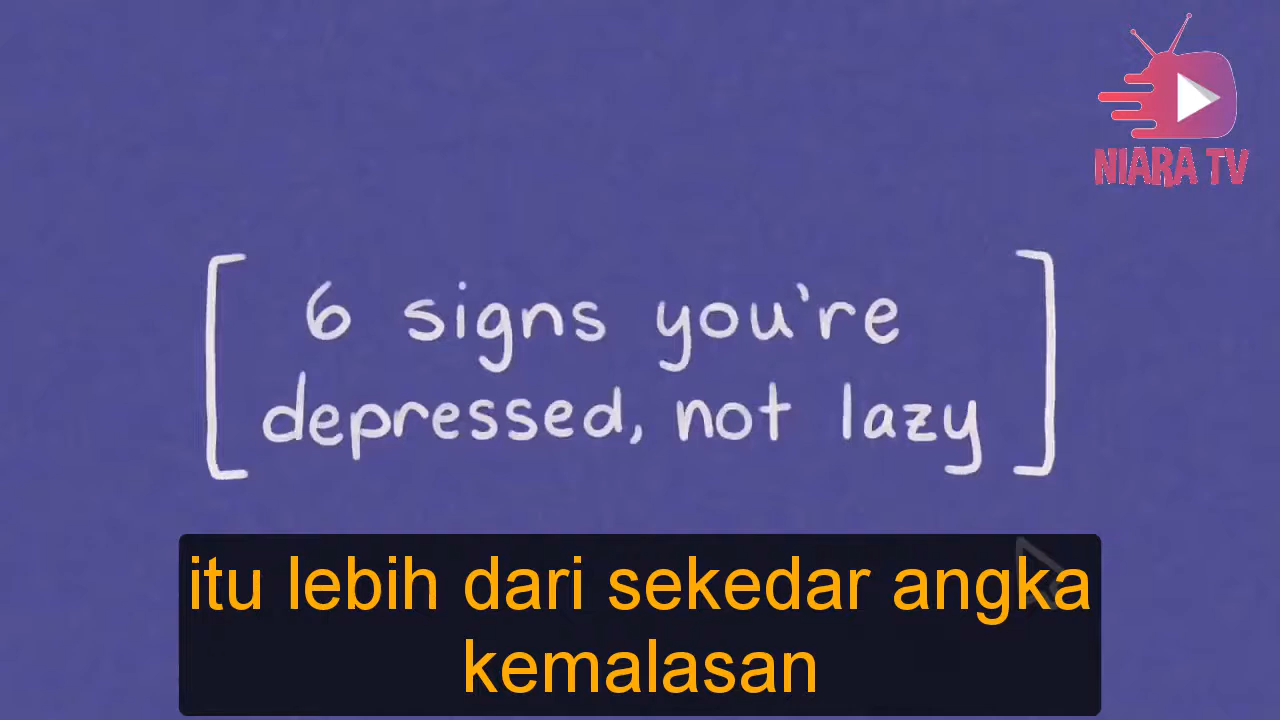 NIARA TV
6 signs you're
depressed, not lazy
itu lebih dari sekedar angka
kemalasan